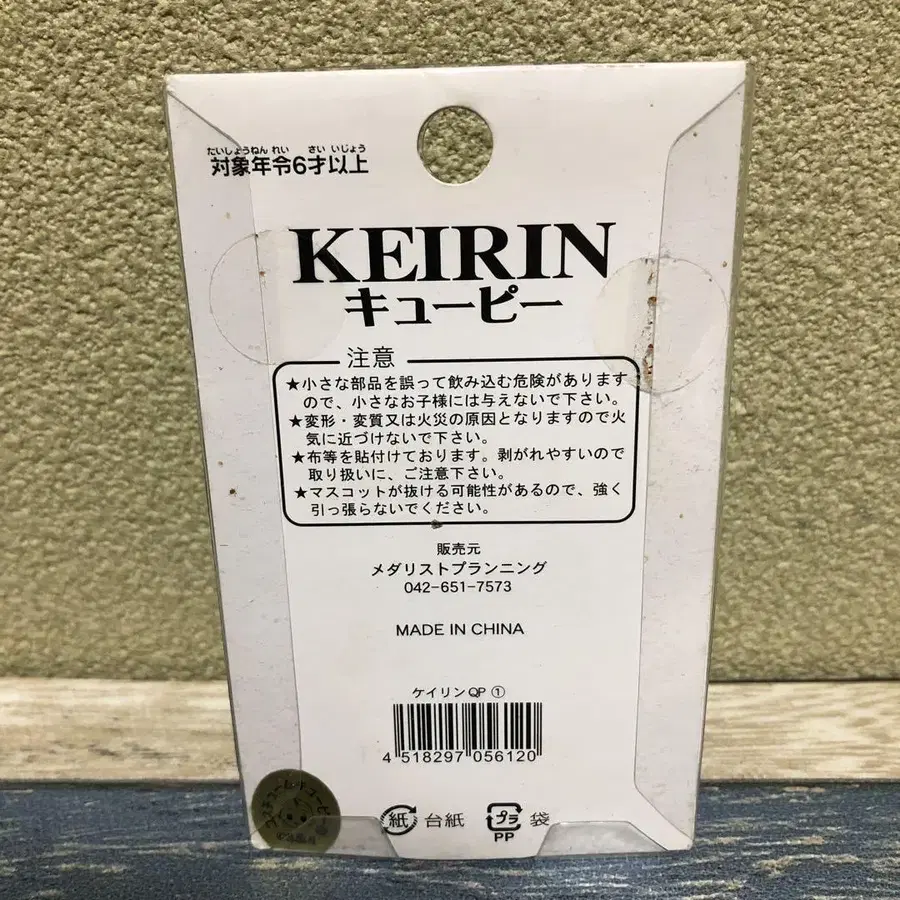 たいしょうねん れい さい いじょう
対象年令6才以上
KEIRIN
キューピー
注意
★小さな部品を誤って飲み込む危険があります
ので、小さなお子様には与えないで下さい。
★変形・変質又は火災の原因となりますので火
気に近づけないで下さい。
★布等を貼付けております。剥がれやすいので
取り扱いに、ご注意下さい。
★マスコットが抜ける可能性があるので、強く
引っ張らないでください。
販売元
メダリストプランニング
042-651-7573
MADE IN CHINA
ケイリンQP ①
4 518297 056120
紙 台紙 プラ 袋
PP